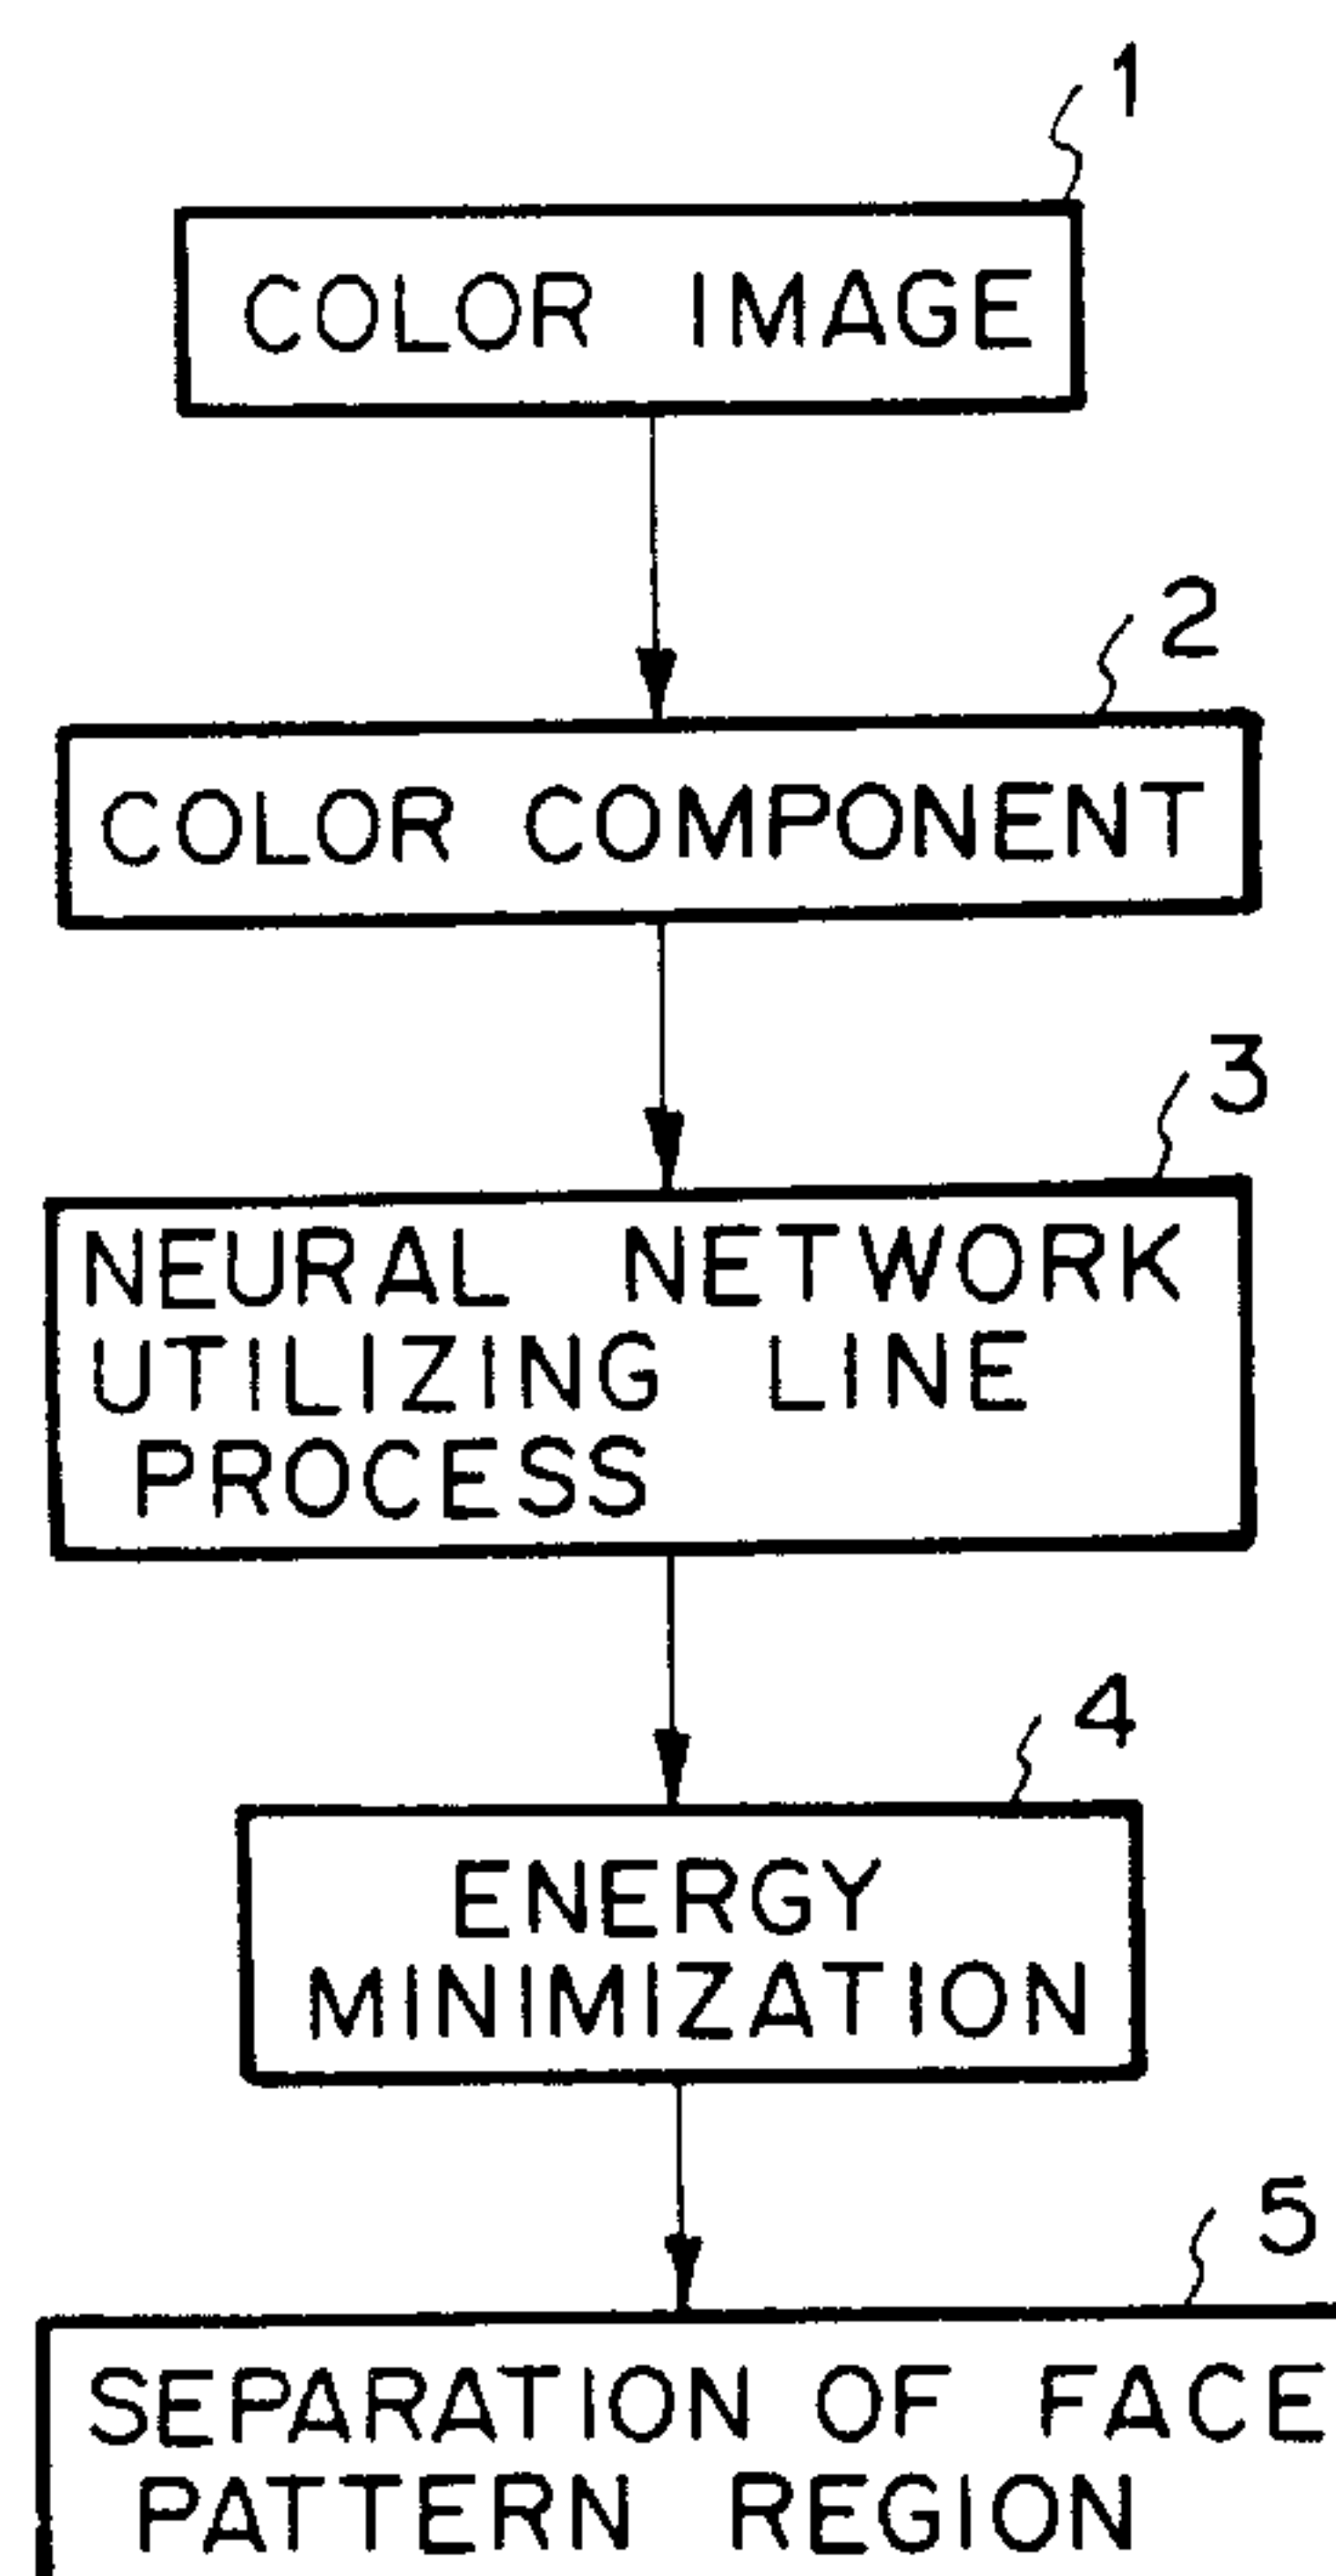 1
COLOR IMAGE
2
COLOR COMPONENT
3
NEURAL NETWORK
UTILIZING LINE
PROCESS
4
ENERGY
MINIMIZATION
5
SEPARATION OF FACE
PATTERN REGION